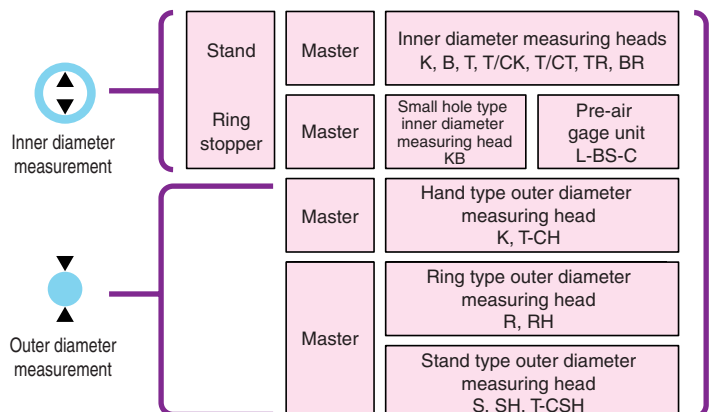 Inner diameter
measurement
Stand
Ring
stopper
Master
Inner diameter measuring heads
K, B, T, T/CK, T/CT, TR, BR
Master
Small hole type
inner diameter
measuring head
KB
Pre-air
gage unit
L-BS-C
Outer diameter
measurement
Master
Hand type outer diameter
measuring head
K, T-CH
Master
Ring type outer diameter
measuring head
R, RH
Stand type outer diameter
measuring head
S, SH, T-CSH